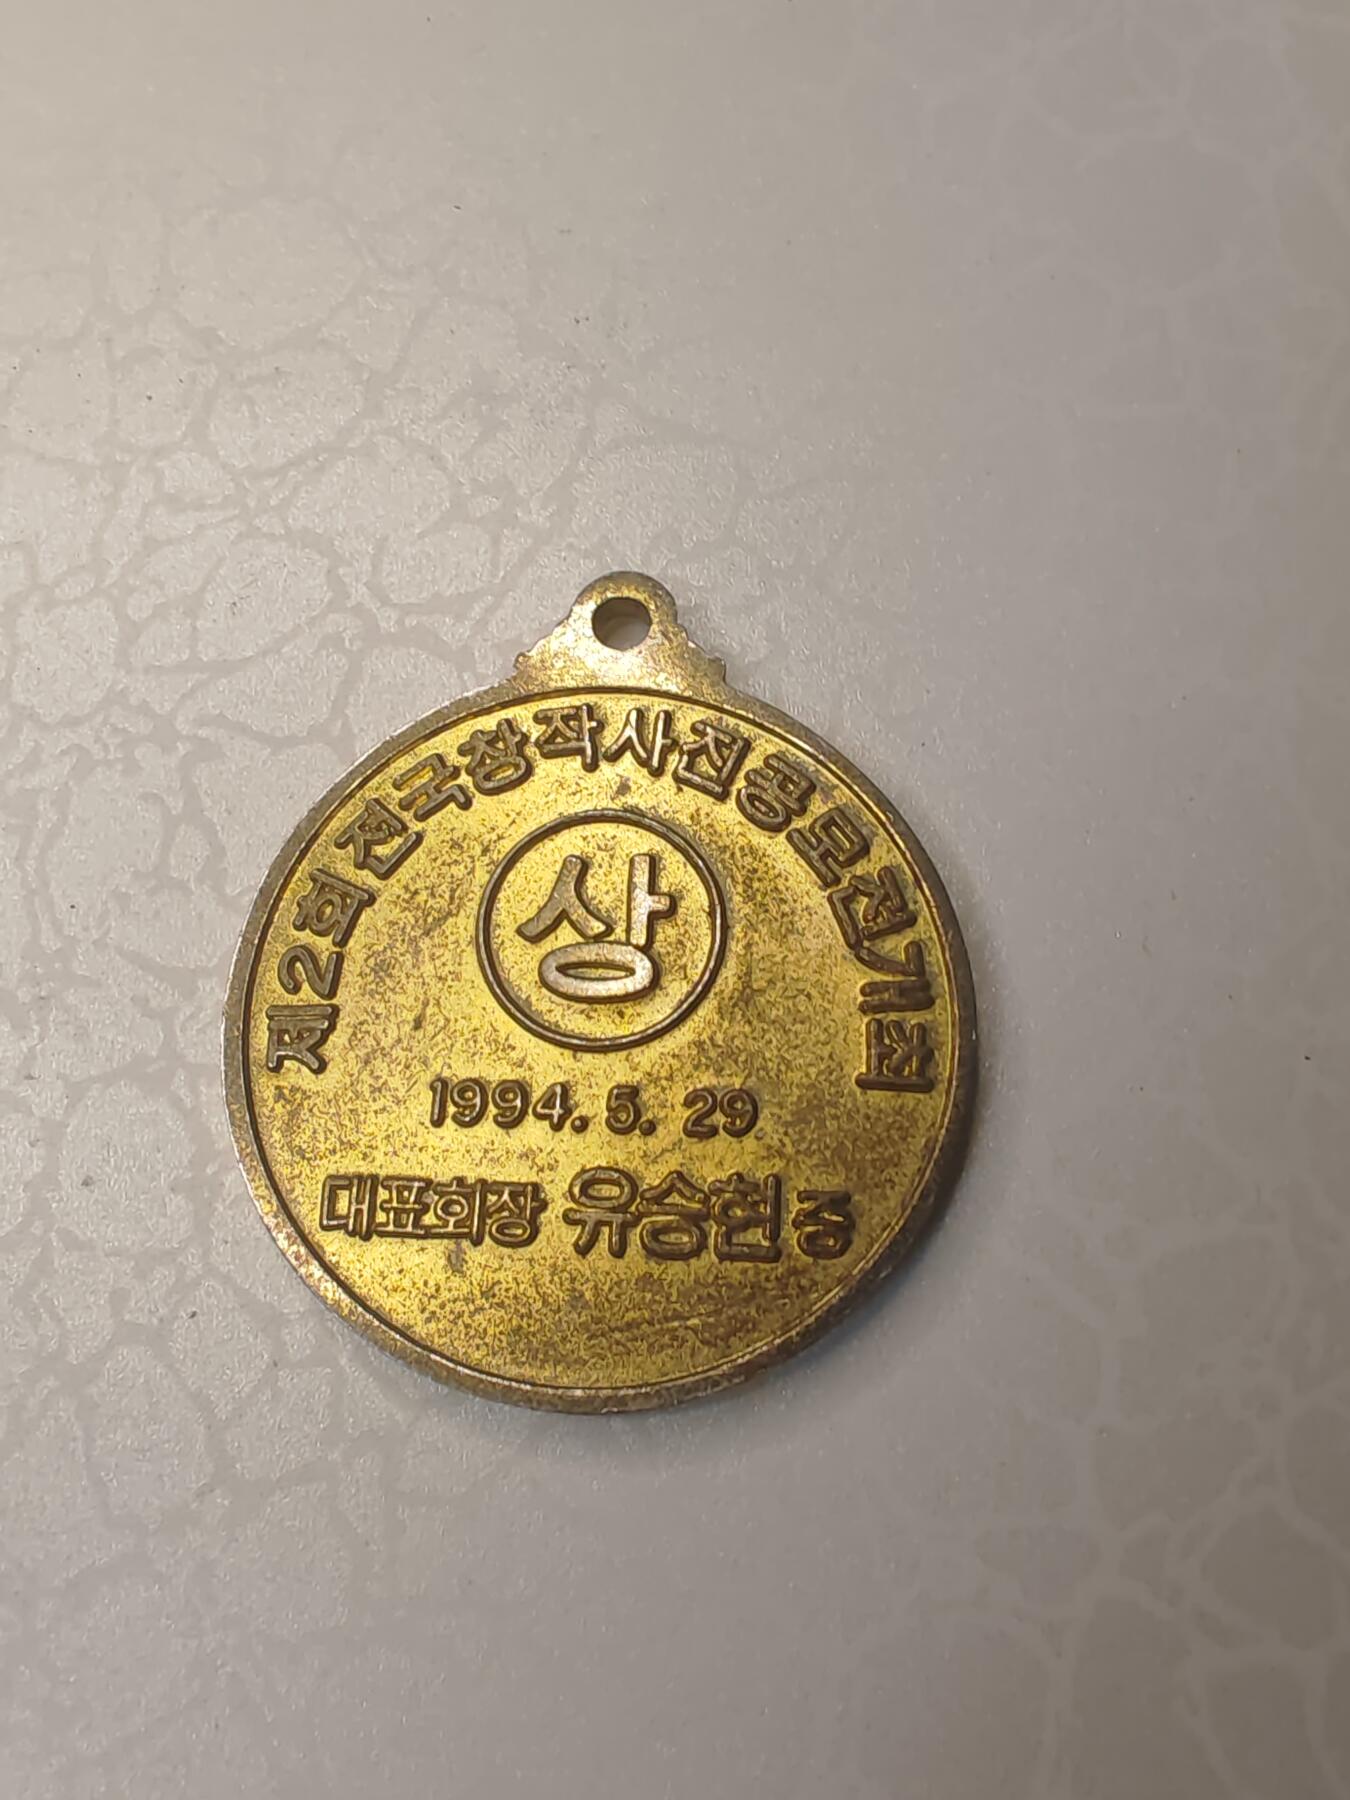 제2회전국창작사진공모전개최
상
1994. 5. 29
대표회장 유승현 증